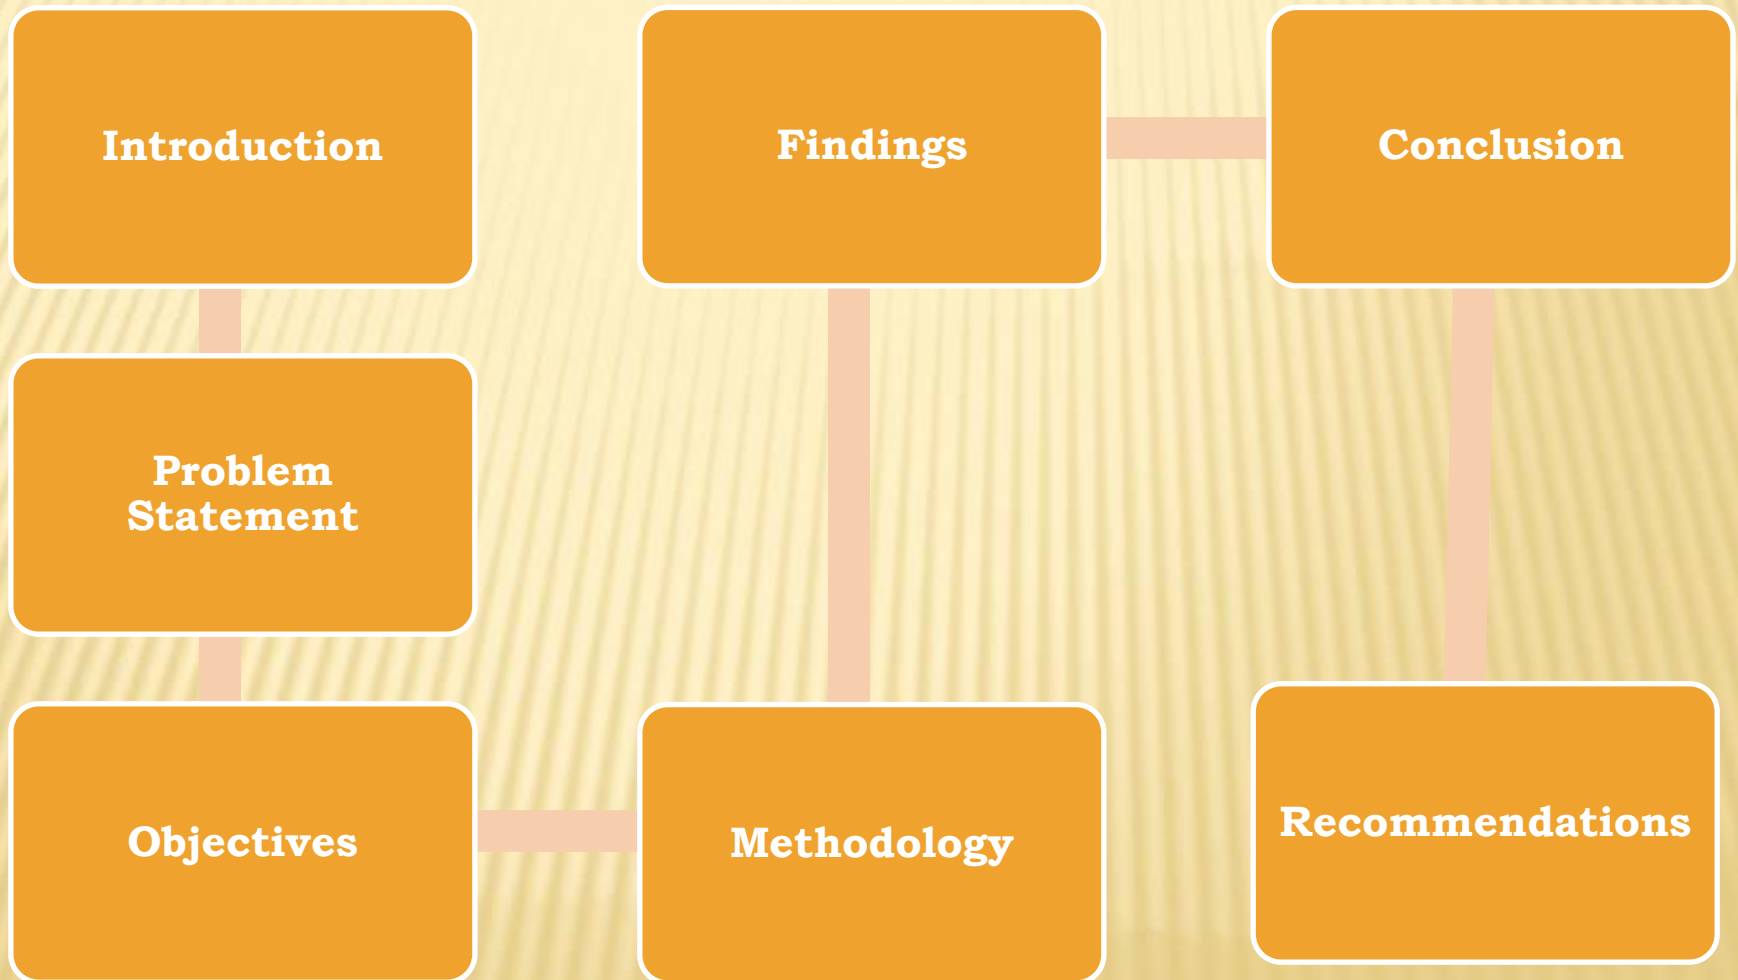 Introduction
Problem
Statement
Objectives
Methodology
Findings
Conclusion
Recommendations